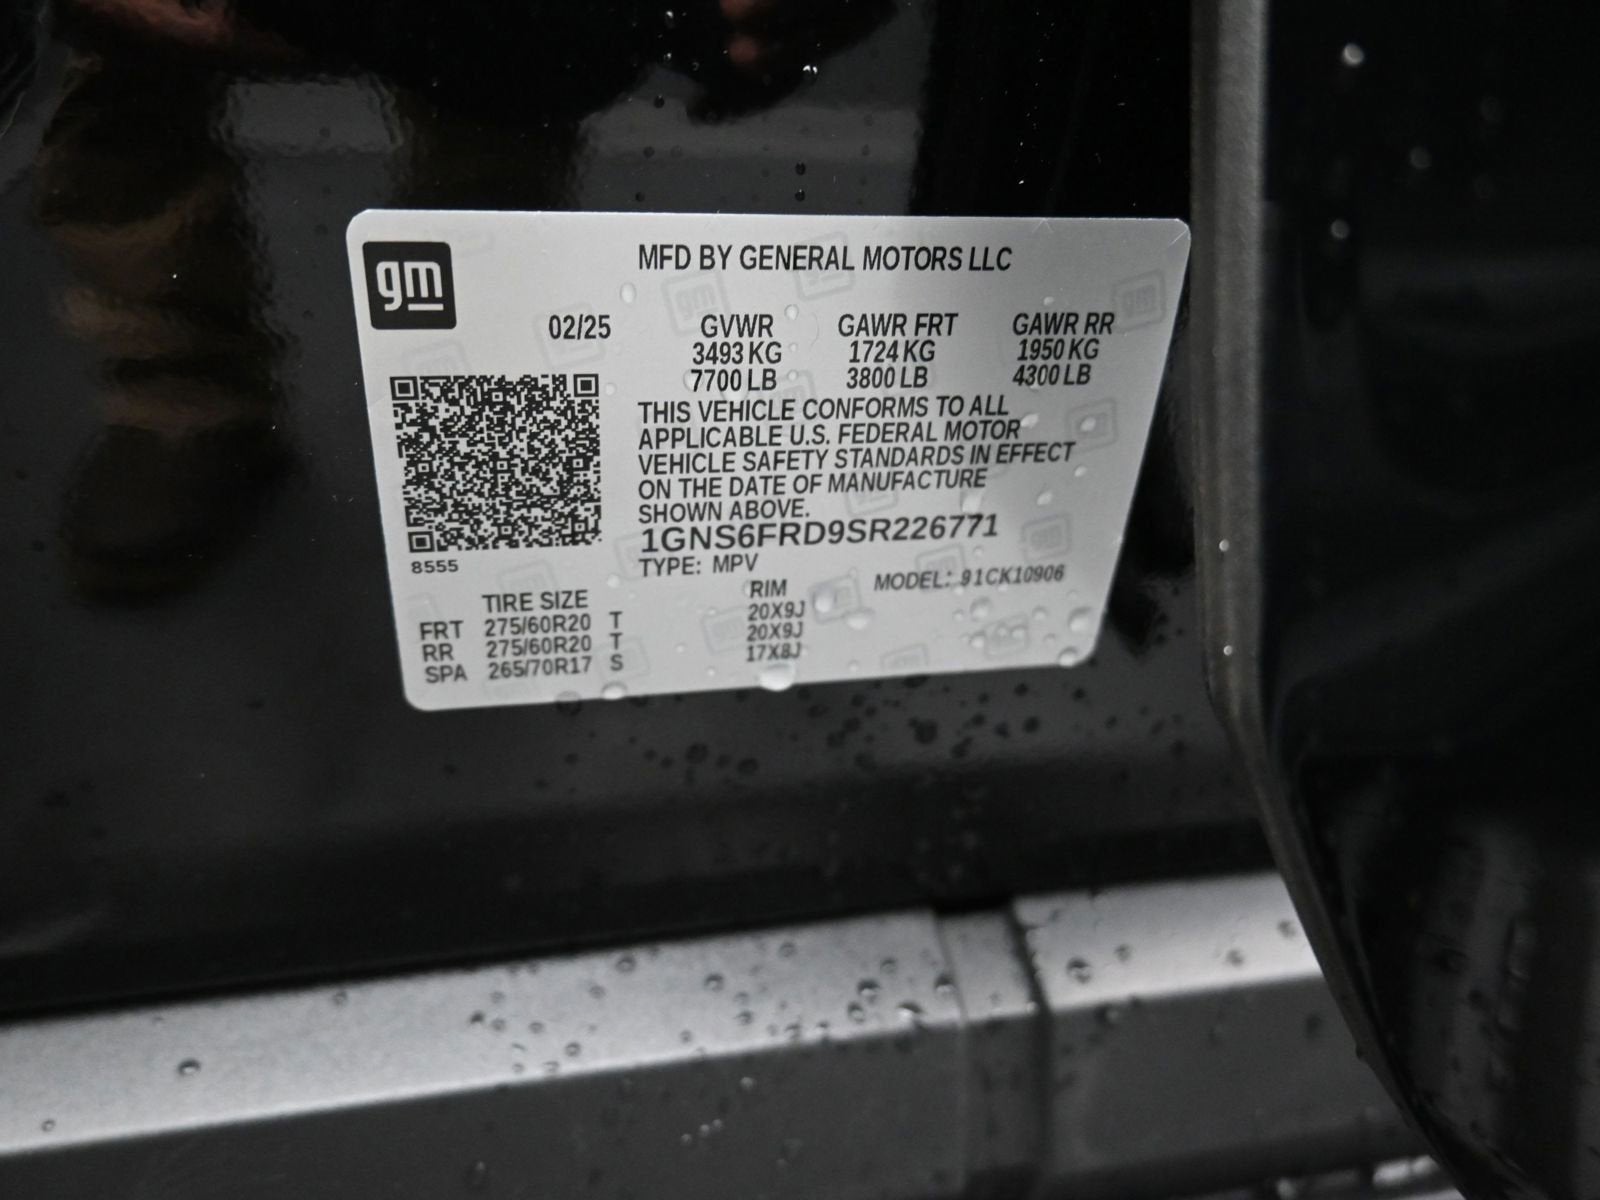 gm
MFD BY GENERAL MOTORS LLC
02/25 GVWR GAWR FRT GAWR RR
3493 KG 1724 KG 1950 KG
7700 LB 3800 LB 4300 LB
THIS VEHICLE CONFORMS TO ALL
APPLICABLE U.S. FEDERAL MOTOR
VEHICLE SAFETY STANDARDS IN EFFECT
ON THE DATE OF MANUFACTURE
SHOWN ABOVE.
1GNS6FRD9SR226771
8555
TYPE: MPV
MODEL: 91CK10906
TIRE SIZE RIM
FRT 275/60R20 T 20X9J
RR 275/60R20 T 20X9J
SPA 265/70R17 S 17X8J